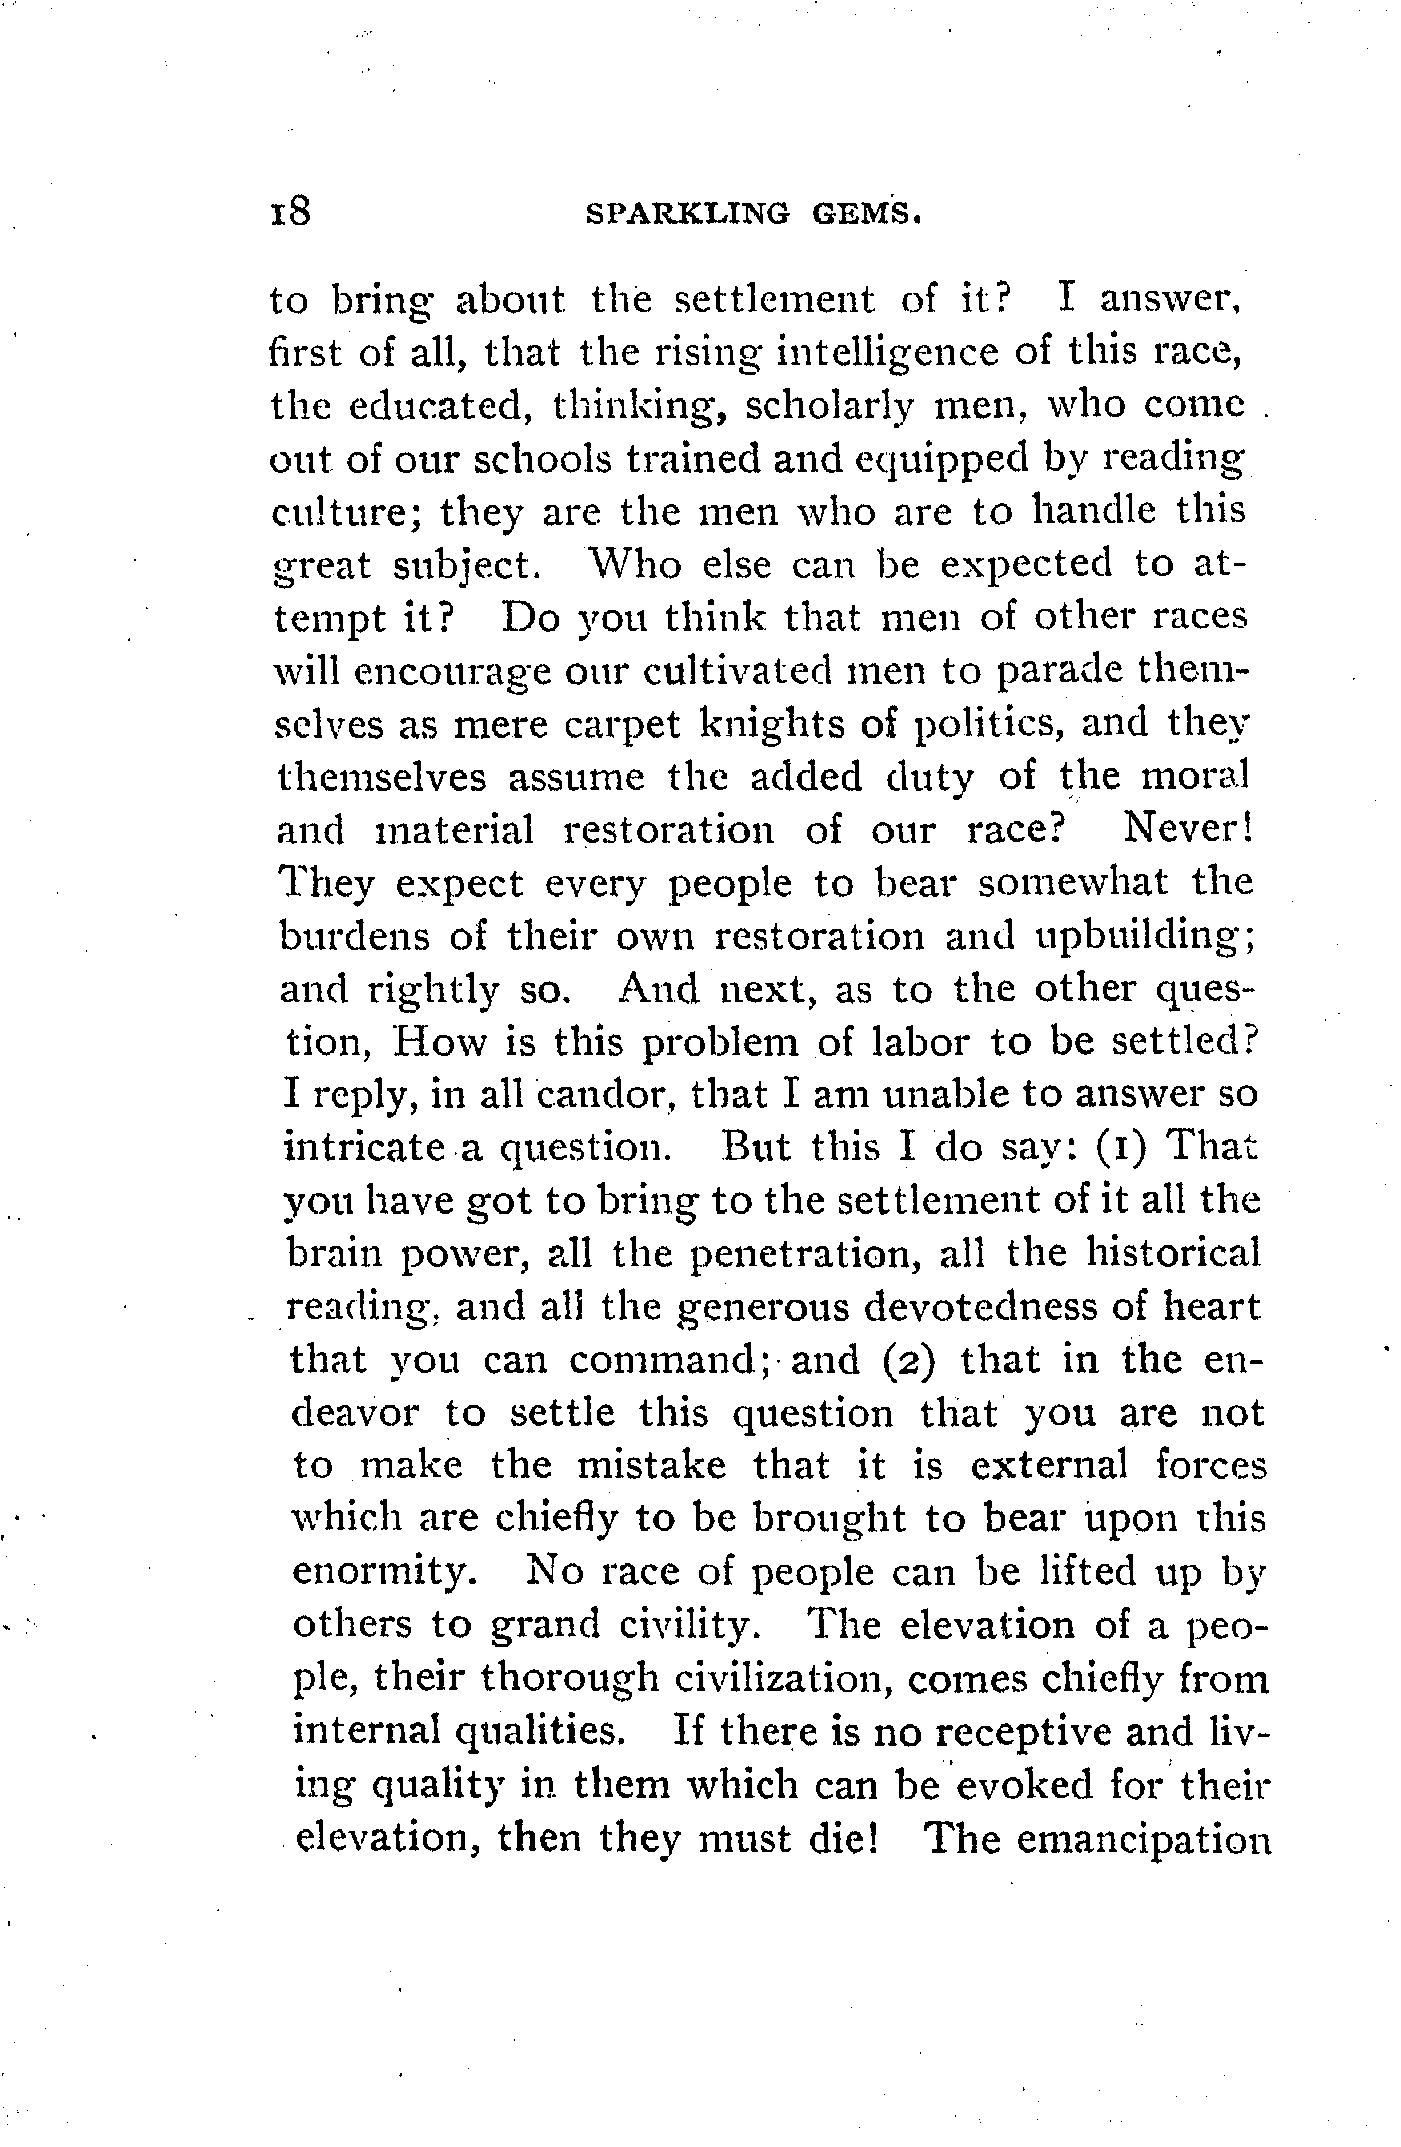 18 SPARKLING GEMS.
to bring about the settlement of it? I answer,
first of all, that the rising intelligence of this race,
the educated, thinking, scholarly men, who come
out of our schools trained and equipped by reading
culture; they are the men who are to handle this
great subject. Who else can be expected to at-
tempt it? Do you think that men of other races
will encourage our cultivated men to parade them-
selves as mere carpet knights of politics, and they
themselves assume the added duty of the moral
and material restoration of our race? Never!
They expect every people to bear somewhat the
burdens of their own restoration and upbuilding;
and rightly so. And next, as to the other ques-
tion, How is this problem of labor to be settled?
I reply, in all candor, that I am unable to answer so
intricate a question. But this I do say: (1) That
you have got to bring to the settlement of it all the
brain power, all the penetration, all the historical
reading, and all the generous devotedness of heart
that you can command; and (2) that in the en-
deavor to settle this question that you are not
to make the mistake that it is external forces
which are chiefly to be brought to bear upon this
enormity. No race of people can be lifted up by
others to grand civility. The elevation of a peo-
ple, their thorough civilization, comes chiefly from
internal qualities. If there is no receptive and liv-
ing quality in them which can be evoked for their
elevation, then they must die! The emancipation